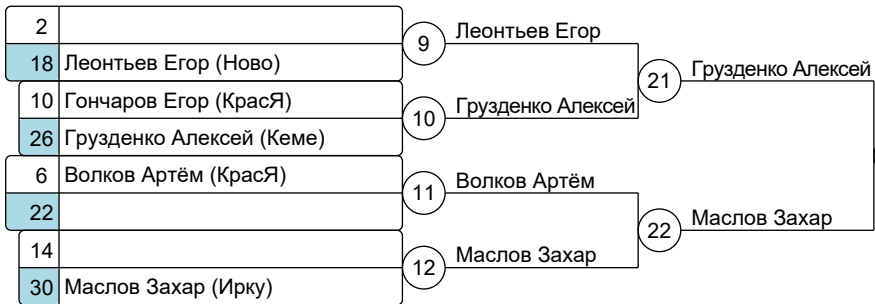 2
18 Леонтьев Егор (Ново)
9 Леонтьев Егор
10 Гончаров Егор (КрасЯ)
26 Грузденко Алексей (Кеме)
10 Грузденко Алексей
21 Грузденко Алексей
6 Волков Артём (КрасЯ)
22
11 Волков Артём
14
30 Маслов Захар (Ирку)
12 Маслов Захар
22 Маслов Захар